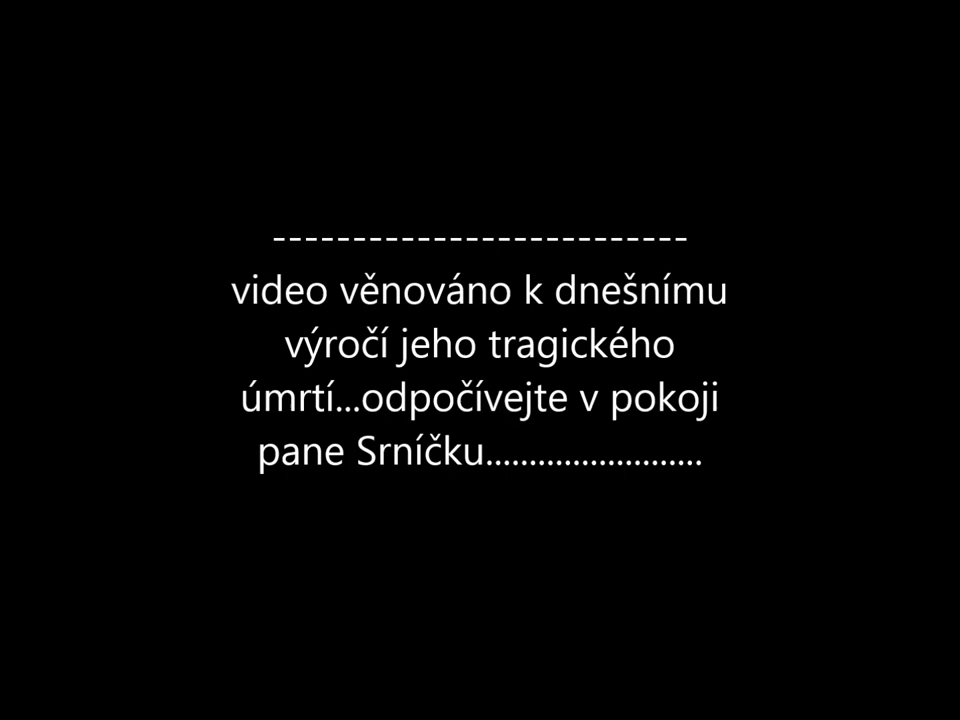 --------------------------
video věnováno k dnešnímu
výročí jeho tragického
úmrtí...odpočívejte v pokoji
pane Srníčku.........................